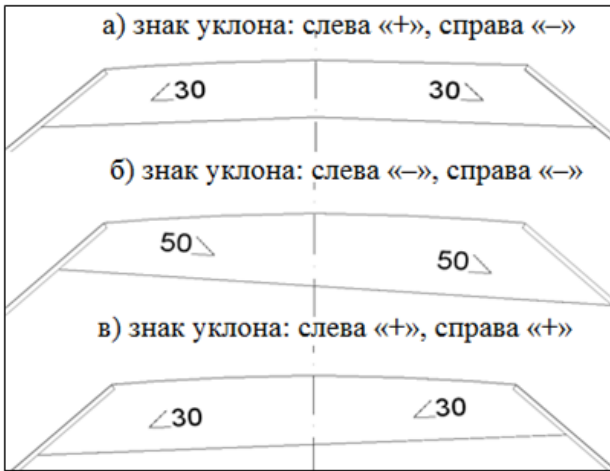 а) знак уклона: слева «+», справа «–»
30 30
б) знак уклона: слева «–», справа «–»
50 50
в) знак уклона: слева «+», справа «+»
30 30